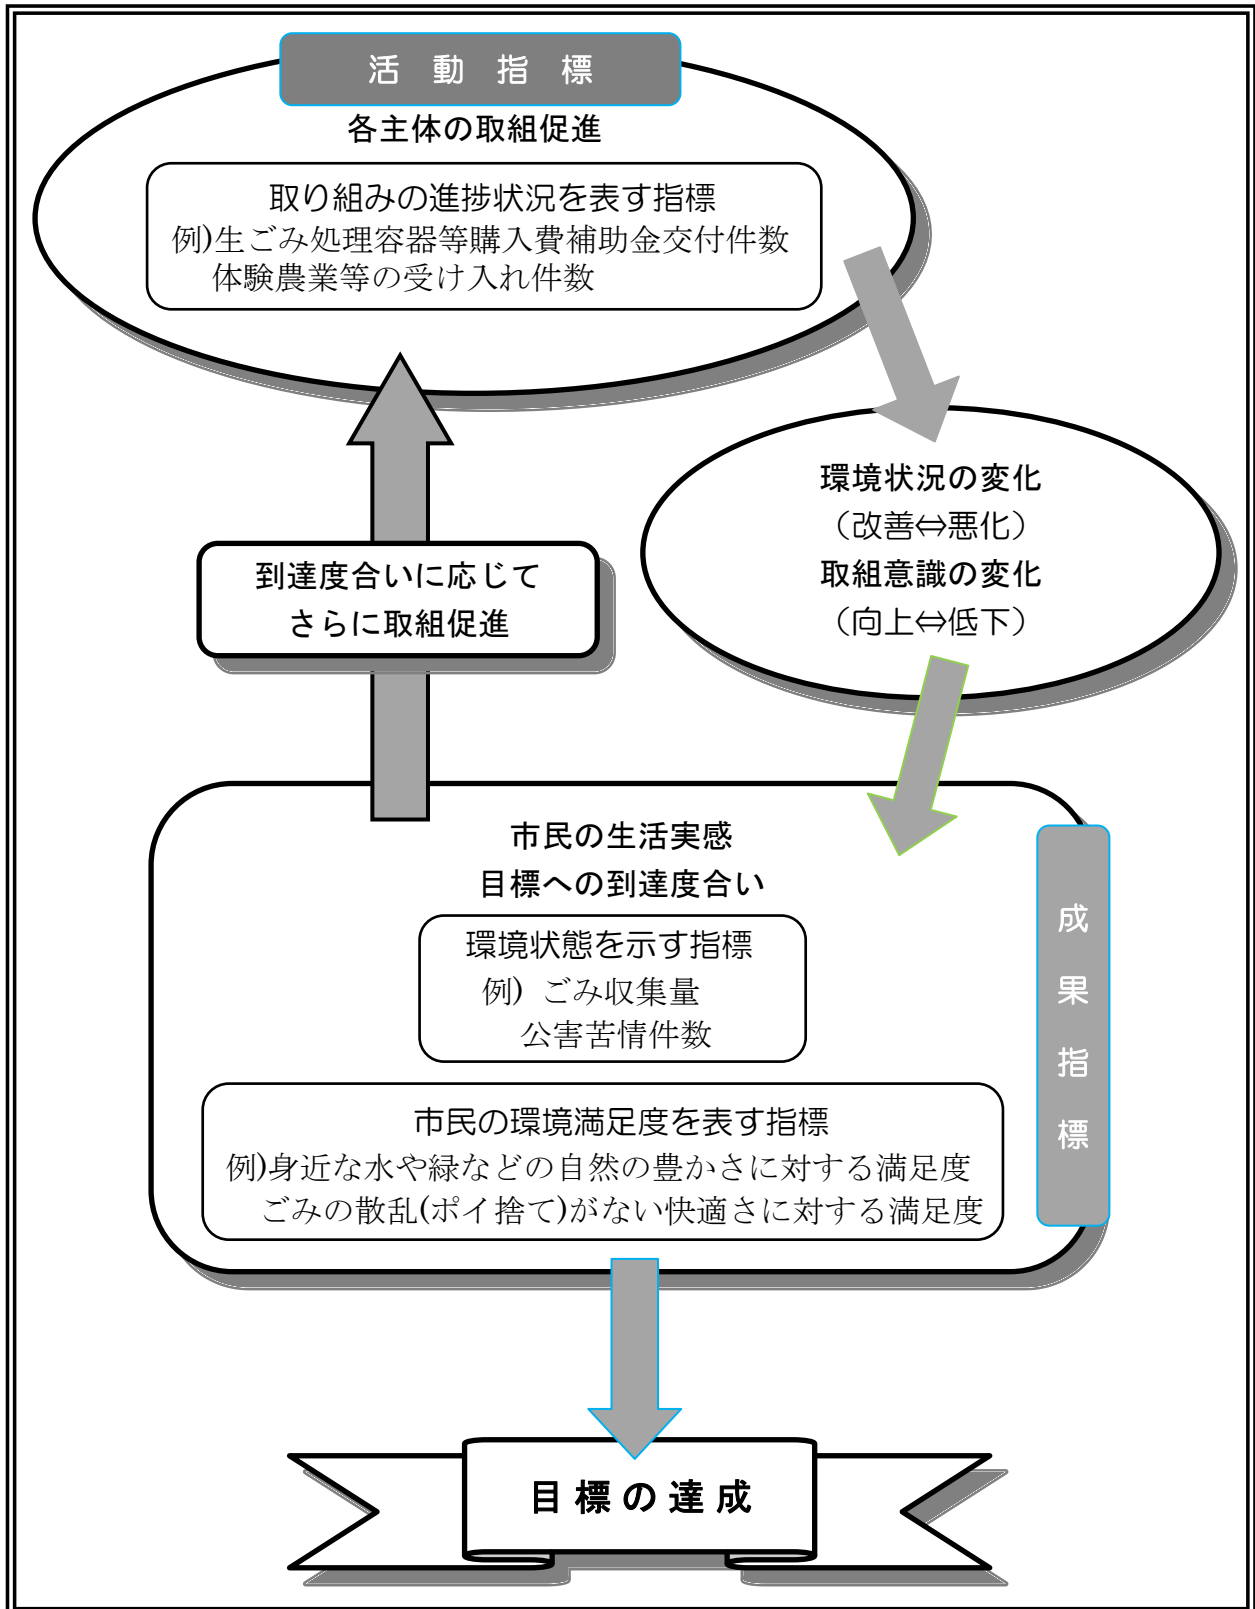 活動指標
各主体の取組促進
取り組みの進捗状況を表す指標
例)生ごみ処理容器等購入費補助金交付件数
体験農業等の受け入れ件数
環境状況の変化
（改善⇔悪化）
取組意識の変化
（向上⇔低下）
到達度合いに応じて
さらに取組促進
市民の生活実感
目標への到達度合い
環境状態を示す指標
例) ごみ収集量
公害苦情件数
市民の環境満足度を表す指標
例)身近な水や緑などの自然の豊かさに対する満足度
ごみの散乱(ポイ捨て)がない快適さに対する満足度
成果指標
目標の達成